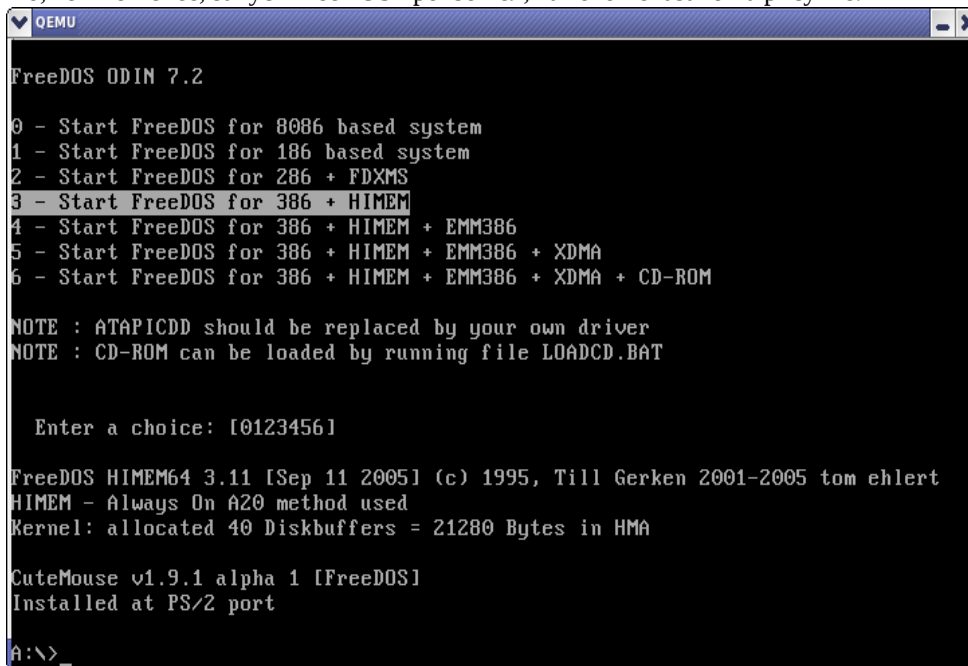 QEMU
FreeDOS ODIN 7.2
0 - Start FreeDOS for 8086 based system
1 - Start FreeDOS for 186 based system
2 - Start FreeDOS for 286 + FDXMS
3 - Start FreeDOS for 386 + HIMEM
4 - Start FreeDOS for 386 + HIMEM + EMM386
5 - Start FreeDOS for 386 + HIMEM + EMM386 + XDMA
6 - Start FreeDOS for 386 + HIMEM + EMM386 + XDMA + CD-ROM
NOTE : ATAPICDD should be replaced by your own driver
NOTE : CD-ROM can be loaded by running file LOADCD.BAT
Enter a choice: [0123456]
FreeDOS HIMEM64 3.11 [Sep 11 2005] (c) 1995, Till Gerken 2001-2005 tom ehlert
HIMEM - Always On A20 method used
Kernel: allocated 40 Diskbuffers = 21280 Bytes in HMA
CuteMouse v1.9.1 alpha 1 [FreeDOS]
Installed at PS/2 port
A:\>_